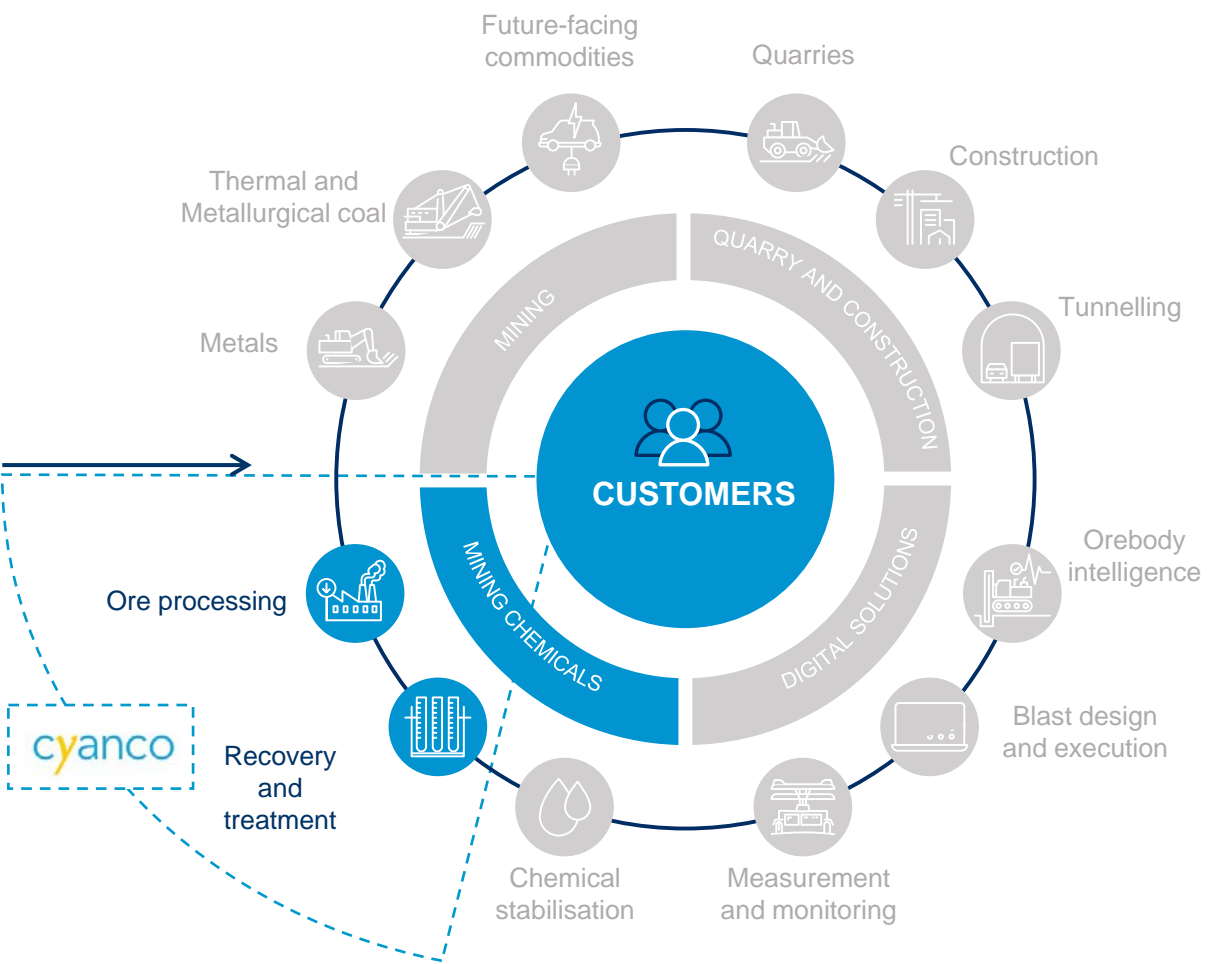 Future-facing
commodities
Quarries
Construction
Thermal and
Metallurgical coal
Tunnelling
Metals
MINING
QUARRY AND CONSTRUCTION
CUSTOMERS
MINING CHEMICALS
DIGITAL SOLUTIONS
Orebody
intelligence
Ore processing
Blast design
and execution
cyanco
Recovery
and
treatment
Chemical
stabilisation
Measurement
and monitoring